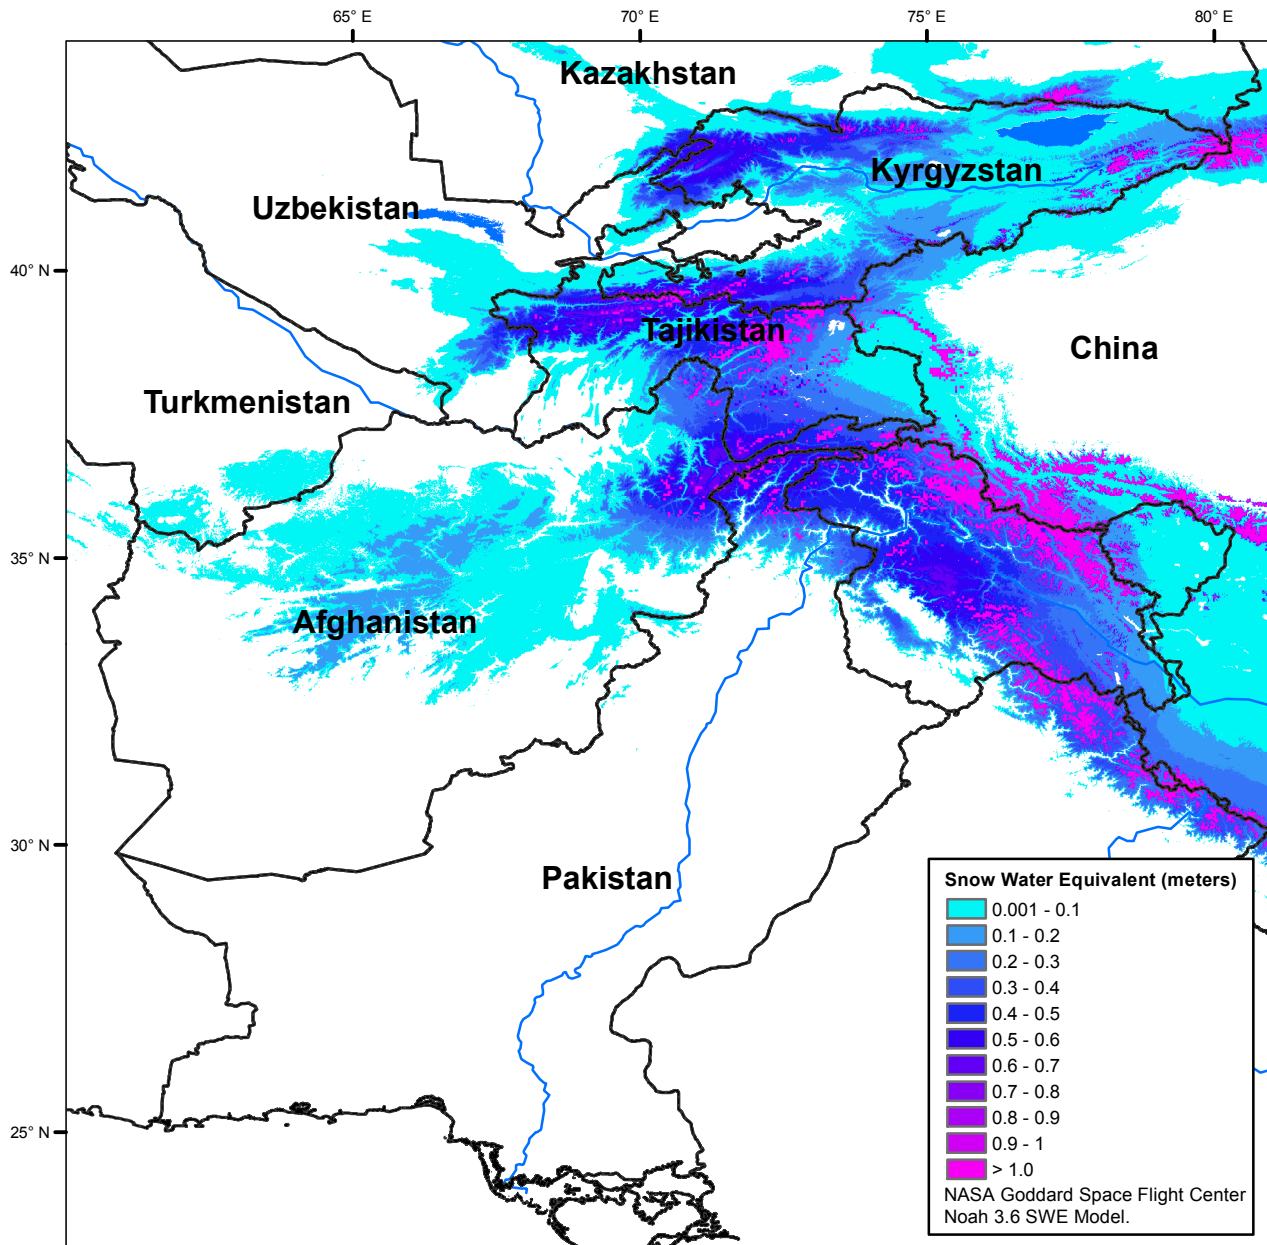 65° E
70° E
75° E
80° E
Kazakhstan
Kyrgyzstan
Uzbekistan
40° N
Tajikistan
China
Turkmenistan
35° N
Afghanistan
30° N
Pakistan
25° N
Snow Water Equivalent (meters)
0.001 - 0.1
0.1 - 0.2
0.2 - 0.3
0.3 - 0.4
0.4 - 0.5
0.5 - 0.6
0.6 - 0.7
0.7 - 0.8
0.8 - 0.9
0.9 - 1
> 1.0
NASA Goddard Space Flight Center
Noah 3.6 SWE Model.